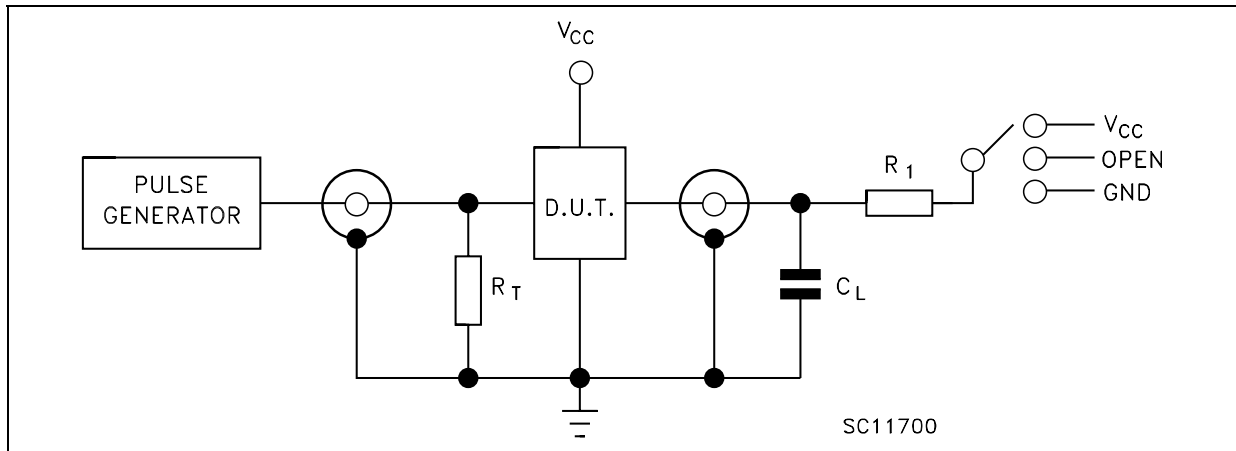 VCC
PULSE
GENERATOR
RT
D.U.T.
CL
R1
VCC
OPEN
GND
SC11700